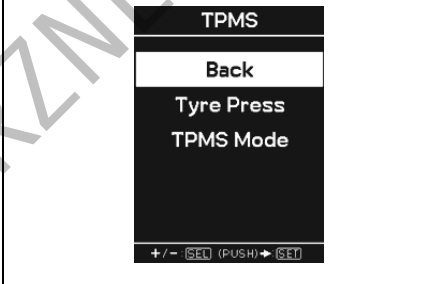 TPMS
Back
Tyre Press
TPMS Mode
+/-:SEL (PUSH)➔:SET